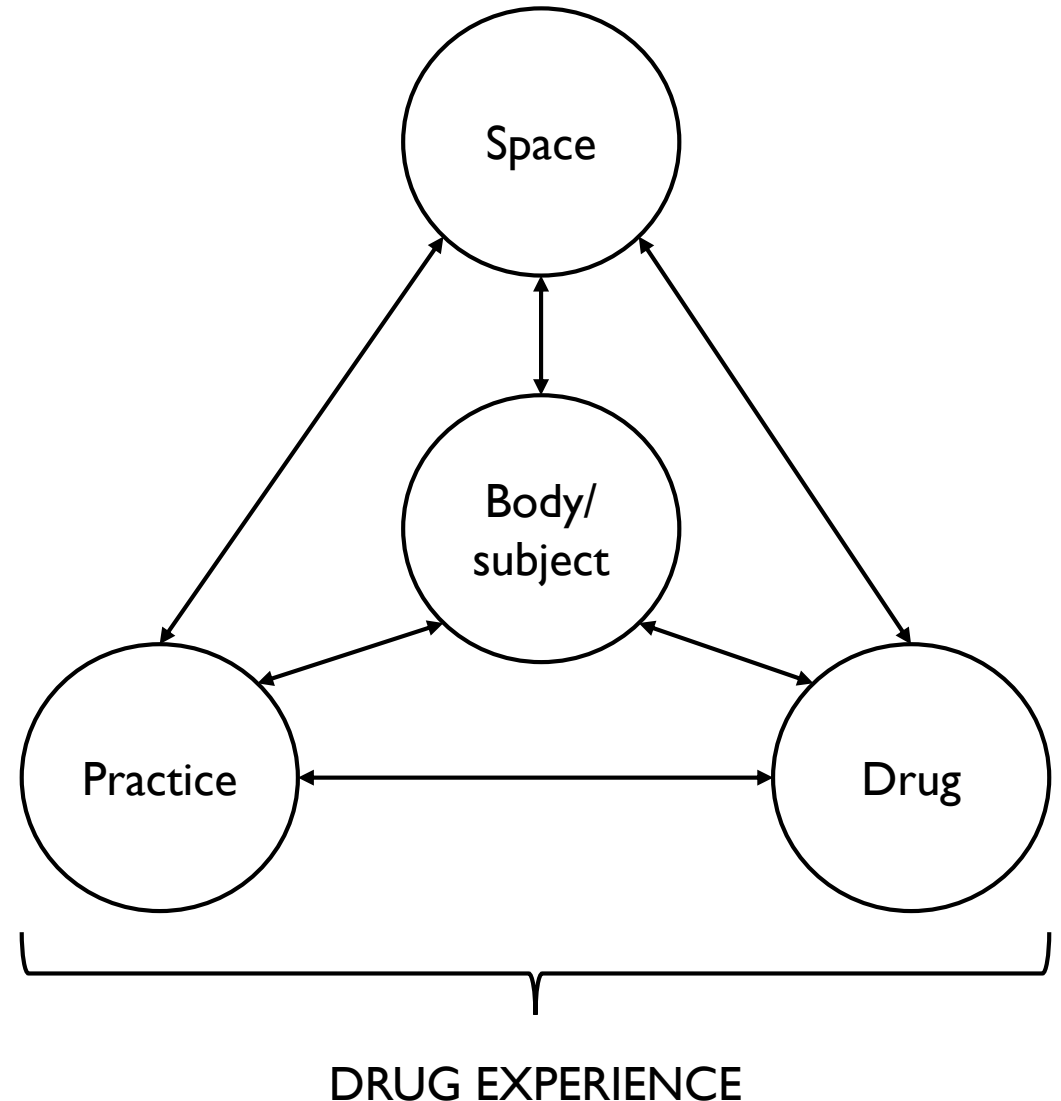 Space
Body/
subject
Practice
Drug
DRUG EXPERIENCE